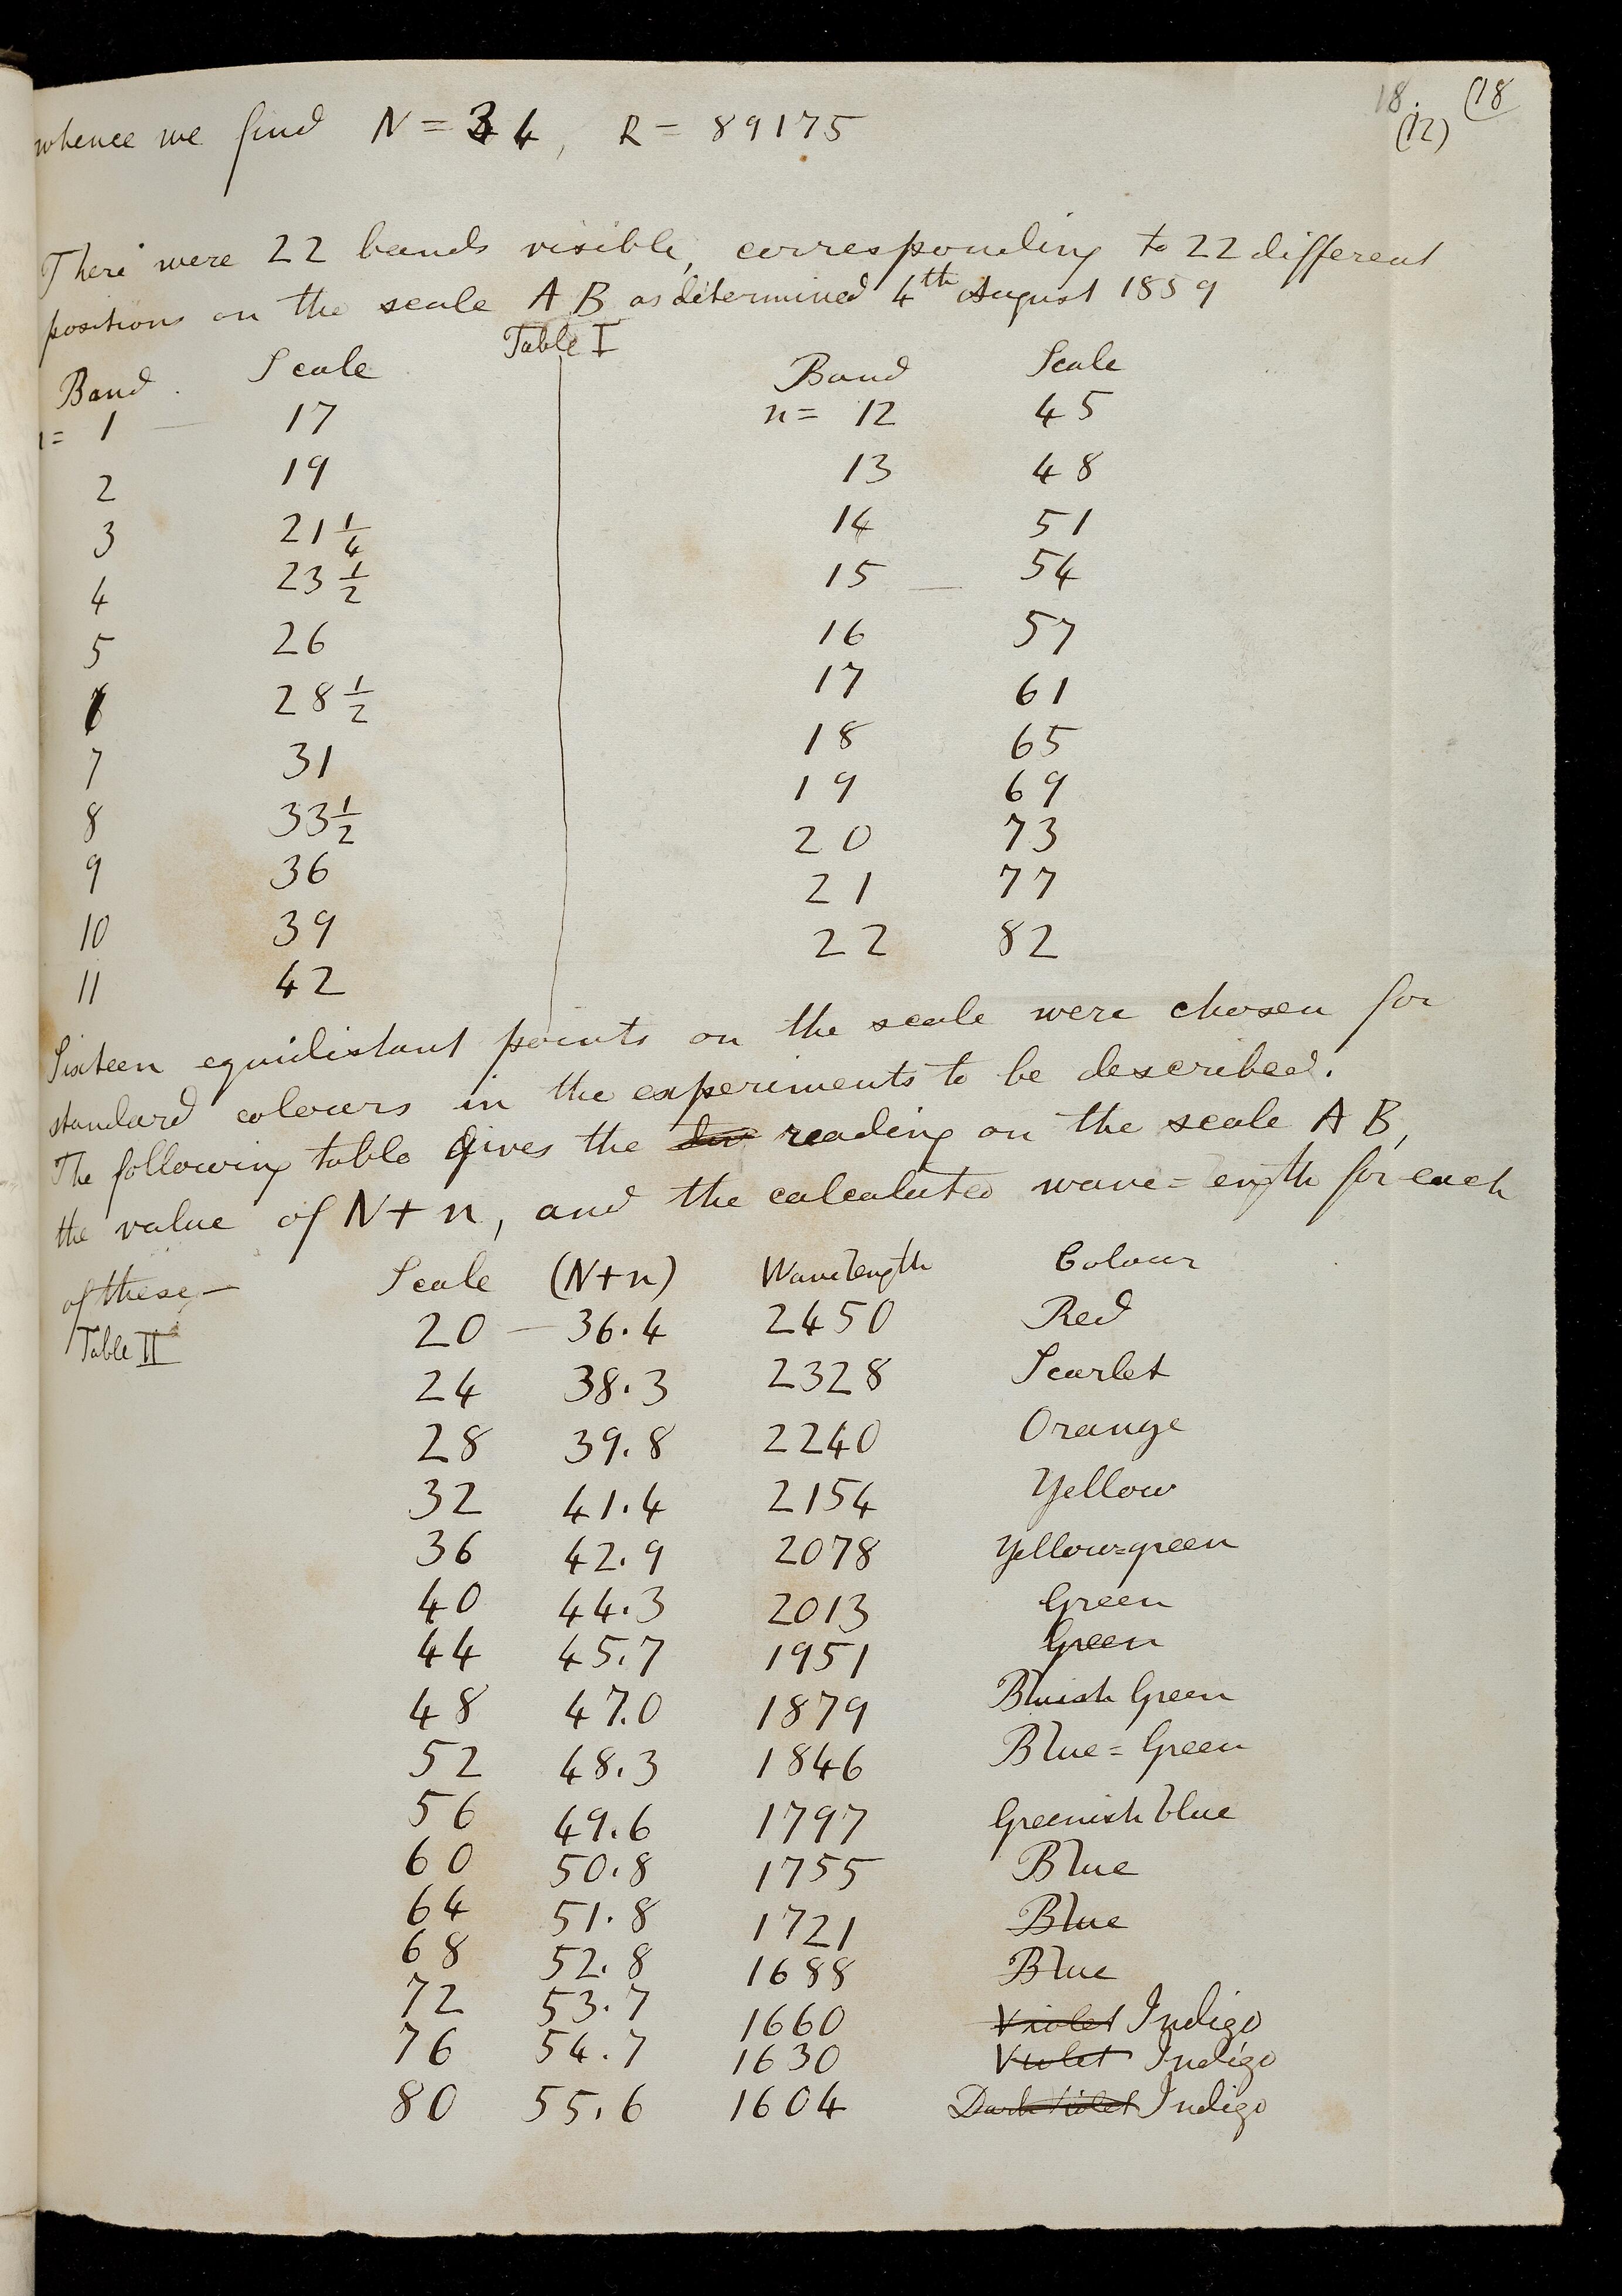 18. (18
(12)
whence we find N = 34, R = 89175
There were 22 bands visible, corresponding to 22 different
positions on the scale A B as determined 4th August 1859
Table I
Band Scale Band Scale
n= 1 17 n= 12 45
2 19 13 48
3 21 1/4 14 51
4 23 1/2 15 54
5 26 16 57
6 28 1/2 17 61
7 31 18 65
8 33 1/2 19 69
9 36 20 73
10 39 21 77
11 42 22 82
Sixteen equidistant points on the scale were chosen for
standard colours in the experiments to be described.
The following table gives the reading on the scale A B,
the value of N+n, and the calculated wave=length for each
of these—
Table II
Scale (N+n) Wavelength Colour
20 — 36.4 2450 Red
24 38.3 2328 Scarlet
28 39.8 2240 Orange
32 41.4 2154 Yellow
36 42.9 2078 Yellow=green
40 44.3 2013 Green
44 45.7 1951 Green
48 47.0 1879 Bluish Green
52 48.3 1846 Blue=Green
56 49.6 1797 Greenish blue
60 50.8 1755 Blue
64 51.8 1721 Blue
68 52.8 1688 Blue
72 53.7 1660 Violet Indigo
76 54.7 1630 Violet Indigo
80 55.6 1604 Dark Violet Indigo